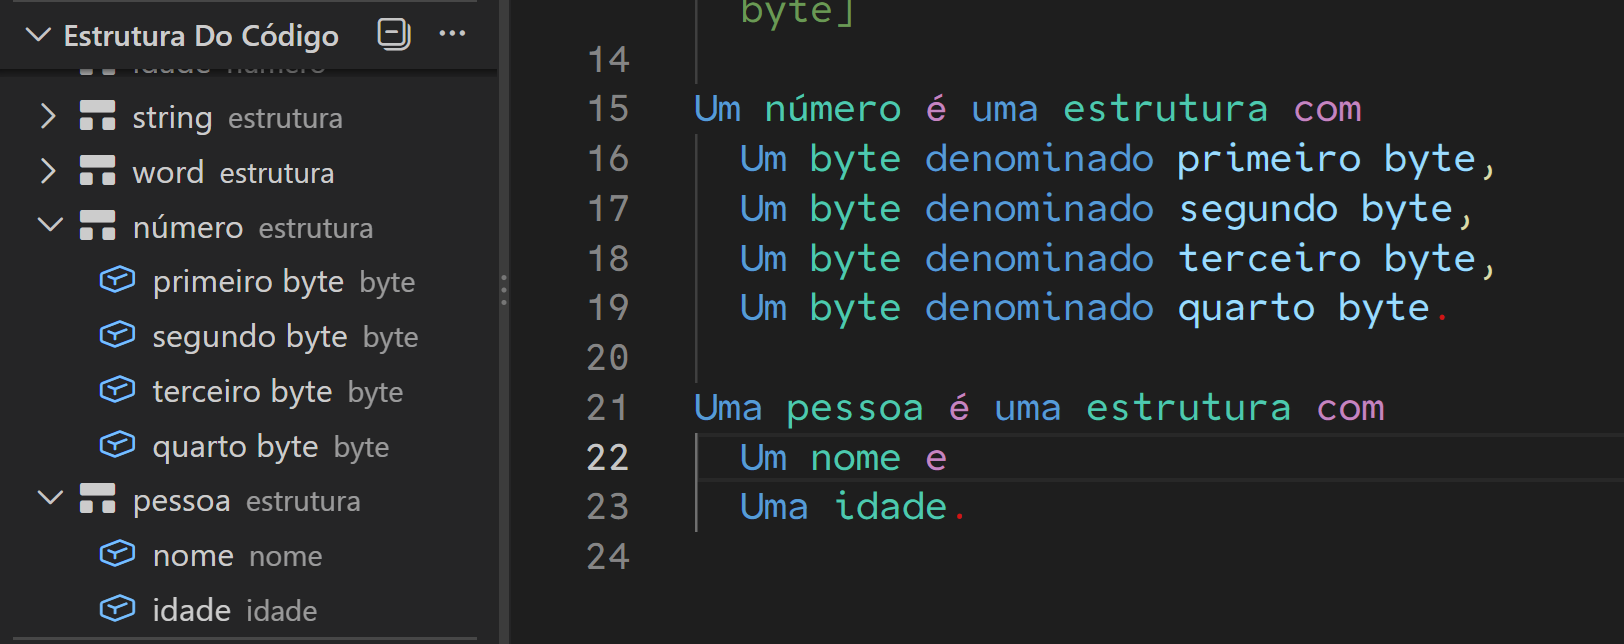 Estrutura Do Código
idade número
string estrutura
word estrutura
número estrutura
primeiro byte byte
segundo byte byte
terceiro byte byte
quarto byte byte
pessoa estrutura
nome nome
idade idade
byte]
14
15 Um número é uma estrutura com
16 Um byte denominado primeiro byte,
17 Um byte denominado segundo byte,
18 Um byte denominado terceiro byte,
19 Um byte denominado quarto byte.
20
21 Uma pessoa é uma estrutura com
22 Um nome e
23 Uma idade.
24